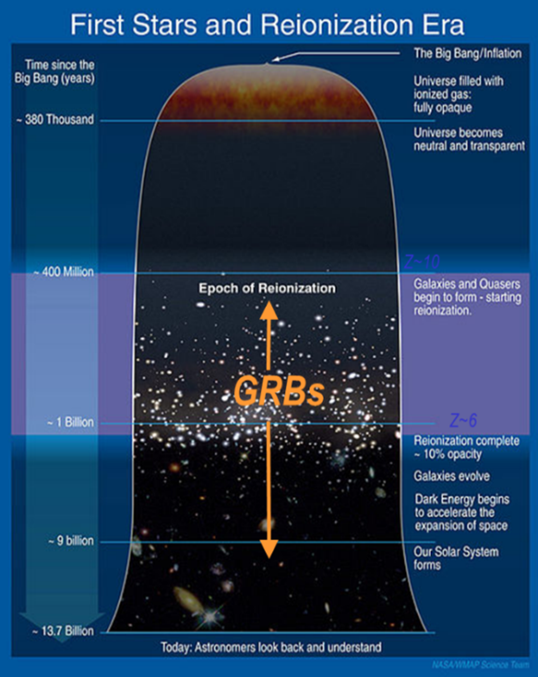 First Stars and Reionization Era
Time since the
Big Bang (years)
The Big Bang/Inflation
Universe filled with
ionized gas:
fully opaque
~ 380 Thousand
Universe becomes
neutral and transparent
Z~10
~ 400 Million
Epoch of Reionization
Galaxies and Quasers
begin to form - starting
reionization.
GRBs
~ 1 Billion
Z~6
Reionization complete
~ 10% opacity
Galaxies evolve
Dark Energy begins
to accelerate the
expansion of space
~ 9 billion
Our Solar System
forms
~ 13.7 Billion
Today: Astronomers look back and understand
NASA/WMAP Science Team